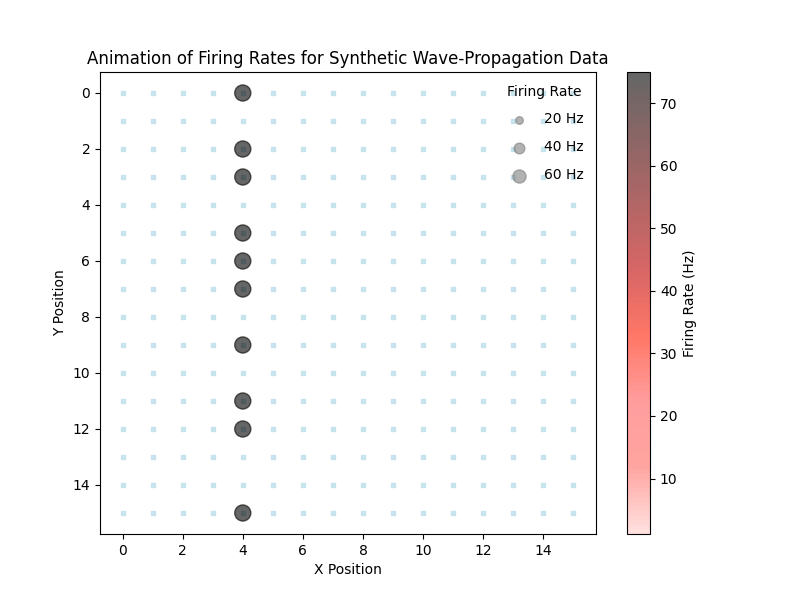 Animation of Firing Rates for Synthetic Wave-Propagation Data
Firing Rate
20 Hz
40 Hz
60 Hz
0
2
4
6
8
10
12
14
Y Position
0 2 4 6 8 10 12 14
X Position
70
60
50
40
30
20
10
Firing Rate (Hz)